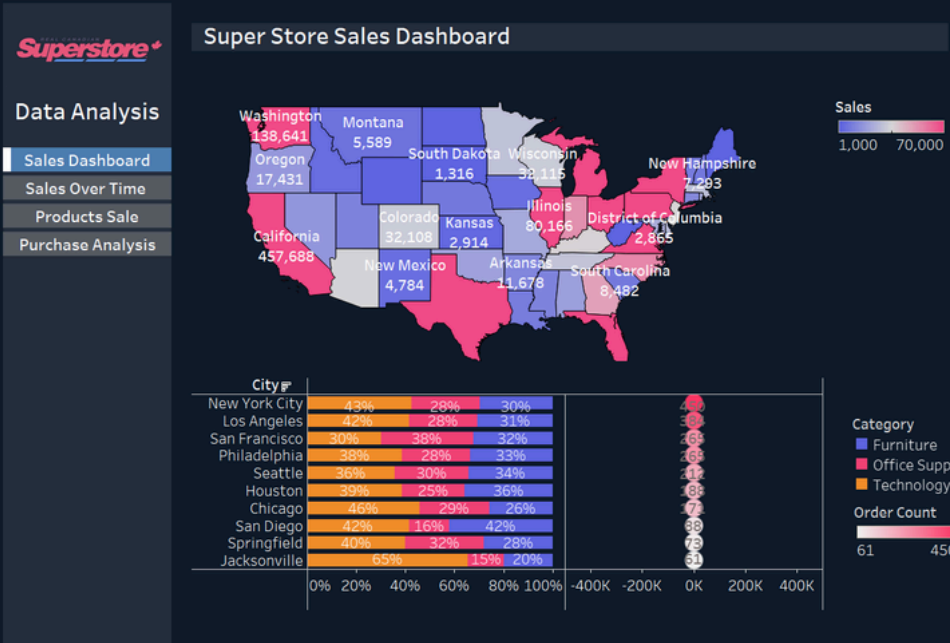 Superstore
Super Store Sales Dashboard
Data Analysis
Sales Dashboard
Sales Over Time
Products Sale
Purchase Analysis
Sales
1,000 70,000
Washington
138,641
Montana
5,589
Oregon
17,431
South Dakota
1,316
Wisconsin
32,115
New Hampshire
7,293
Illinois
80,166
District of Columbia
2,865
Colorado
32,108
Kansas
2,914
California
457,688
New Mexico
4,784
Arkansas
11,678
South Carolina
8,482
City
New York City 43% 28% 30%
Los Angeles 42% 28% 31%
San Francisco 30% 38% 32%
Philadelphia 38% 28% 33%
Seattle 36% 30% 34%
Houston 39% 25% 36%
Chicago 46% 29% 26%
San Diego 42% 16% 42%
Springfield 40% 32% 28%
Jacksonville 65% 15% 20%
0% 20% 40% 60% 80% 100% -400K -200K 0K 200K 400K
Category
Furniture
Office Supp
Technology
Order Count
61 450